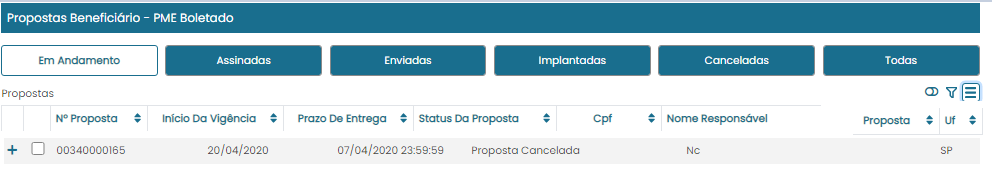 Propostas Beneficiário - PME Boletado
Em Andamento Assinadas Enviadas Implantadas Canceladas Todas
Propostas
Nº Proposta Início Da Vigência Prazo De Entrega Status Da Proposta Cpf Nome Responsável Proposta Uf
00340000165 20/04/2020 07/04/2020 23:59:59 Proposta Cancelada Nc SP